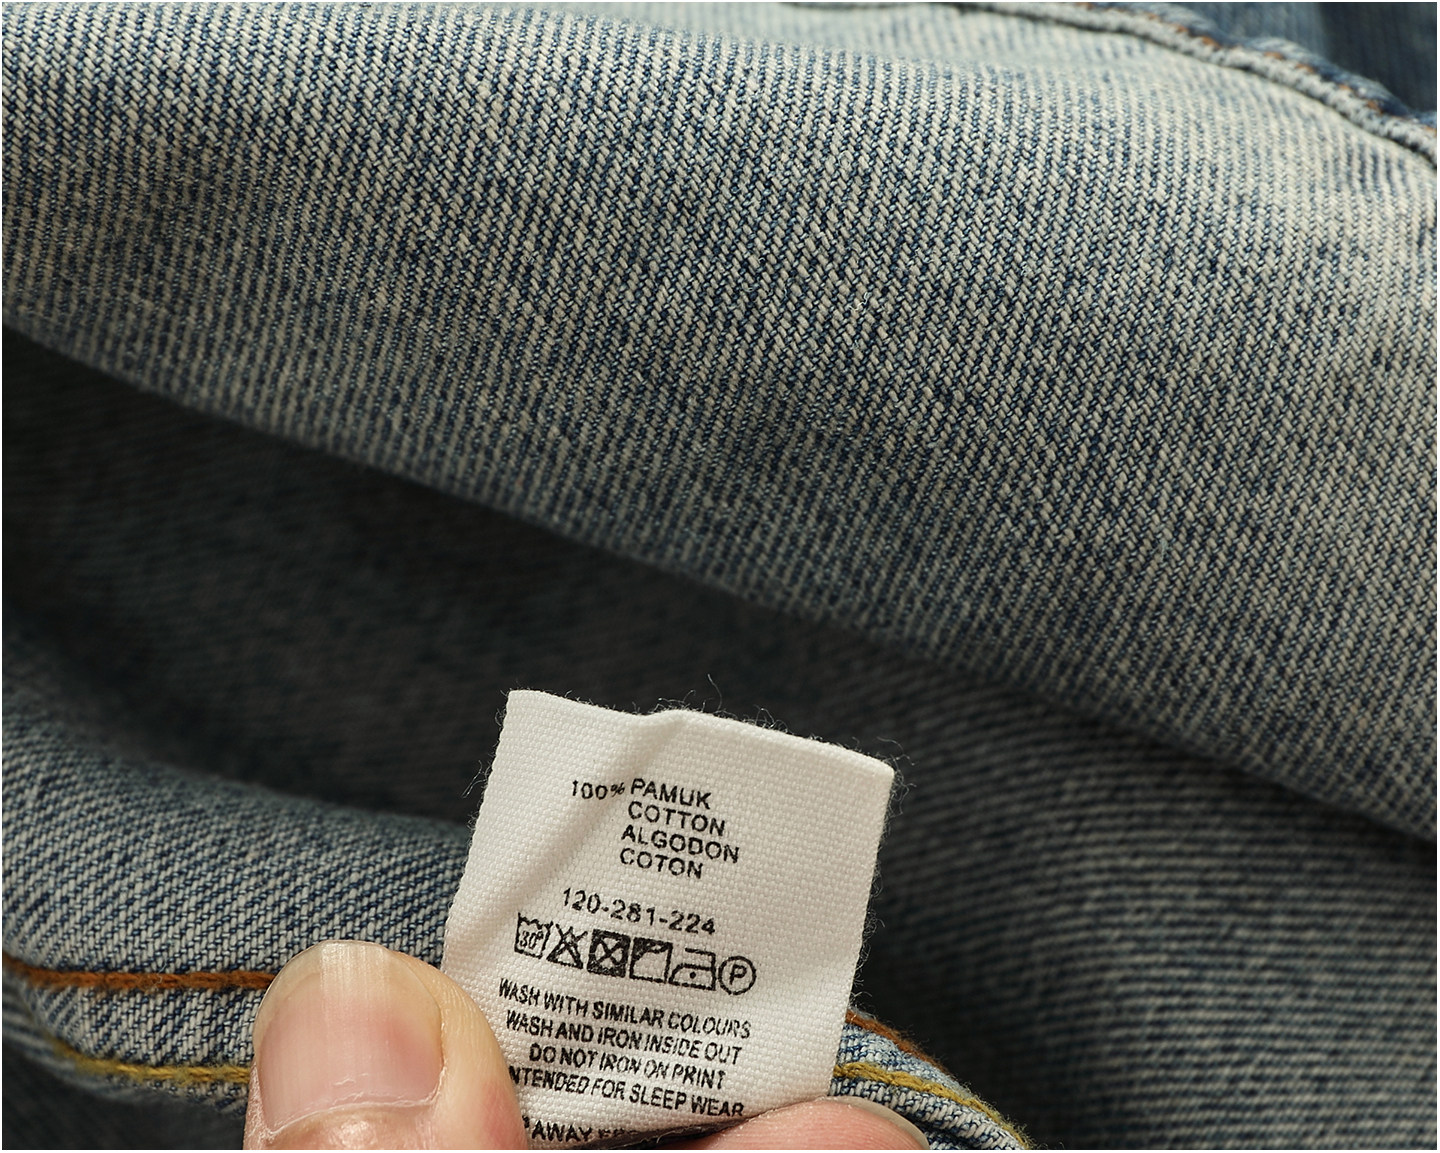 100% PAMUK
COTTON
ALGODON
COTON
120-281-224
30° P
WASH WITH SIMILAR COLOURS
WASH AND IRON INSIDE OUT
DO NOT IRON ON PRINT
NTENDED FOR SLEEP WEAR
AWAY